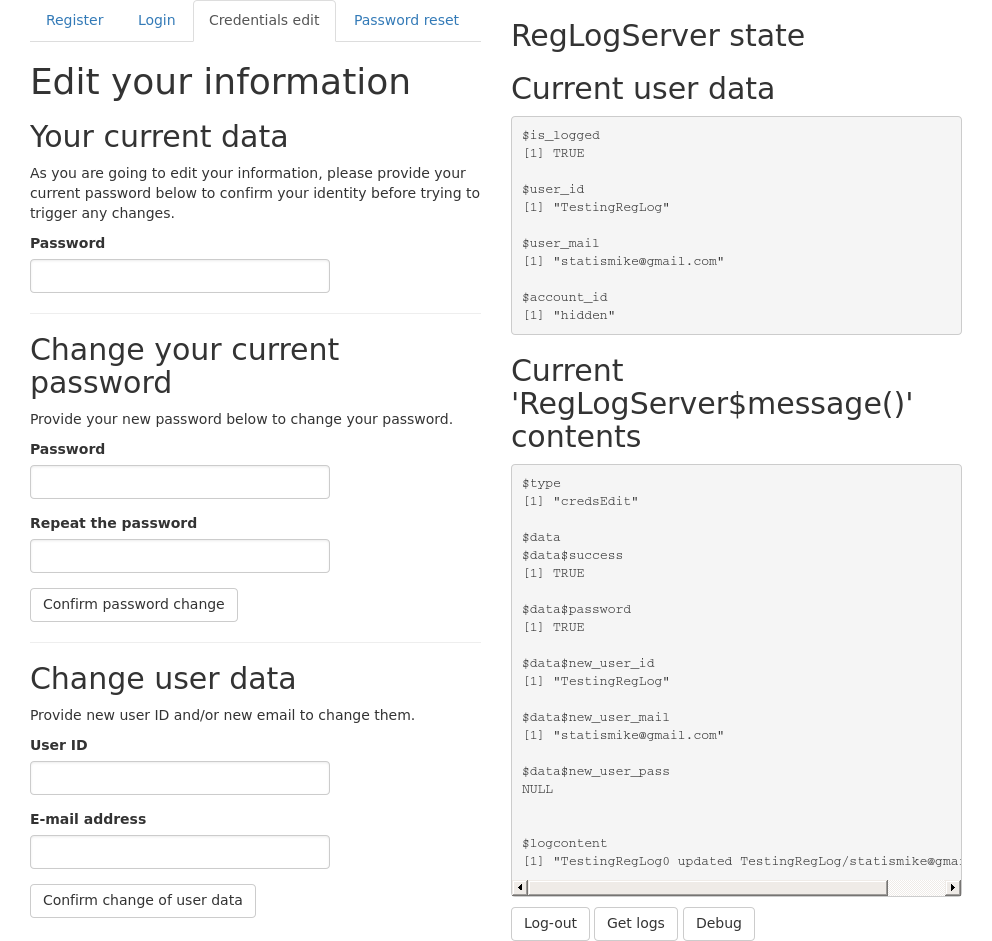 Register
Login
Credentials edit
Password reset
Edit your information
Your current data
As you are going to edit your information, please provide your
current password below to confirm your identity before trying to
trigger any changes.
Password
Change your current
password
Provide your new password below to change your password.
Password
Repeat the password
Confirm password change
Change user data
Provide new user ID and/or new email to change them.
User ID
E-mail address
Confirm change of user data
RegLogServer state
Current user data
$is_logged
[1] TRUE
$user_id
[1] "TestingRegLog"
$user_mail
[1] "statismike@gmail.com"
$account_id
[1] "hidden"
Current
'RegLogServer$message()'
contents
$type
[1] "credsEdit"
$data
$data$success
[1] TRUE
$data$password
[1] TRUE
$data$new_user_id
[1] "TestingRegLog"
$data$new_user_mail
[1] "statismike@gmail.com"
$data$new_user_pass
NULL
$logcontent
[1] "TestingRegLog0 updated TestingRegLog/statismike@gmai
Log-out
Get logs
Debug